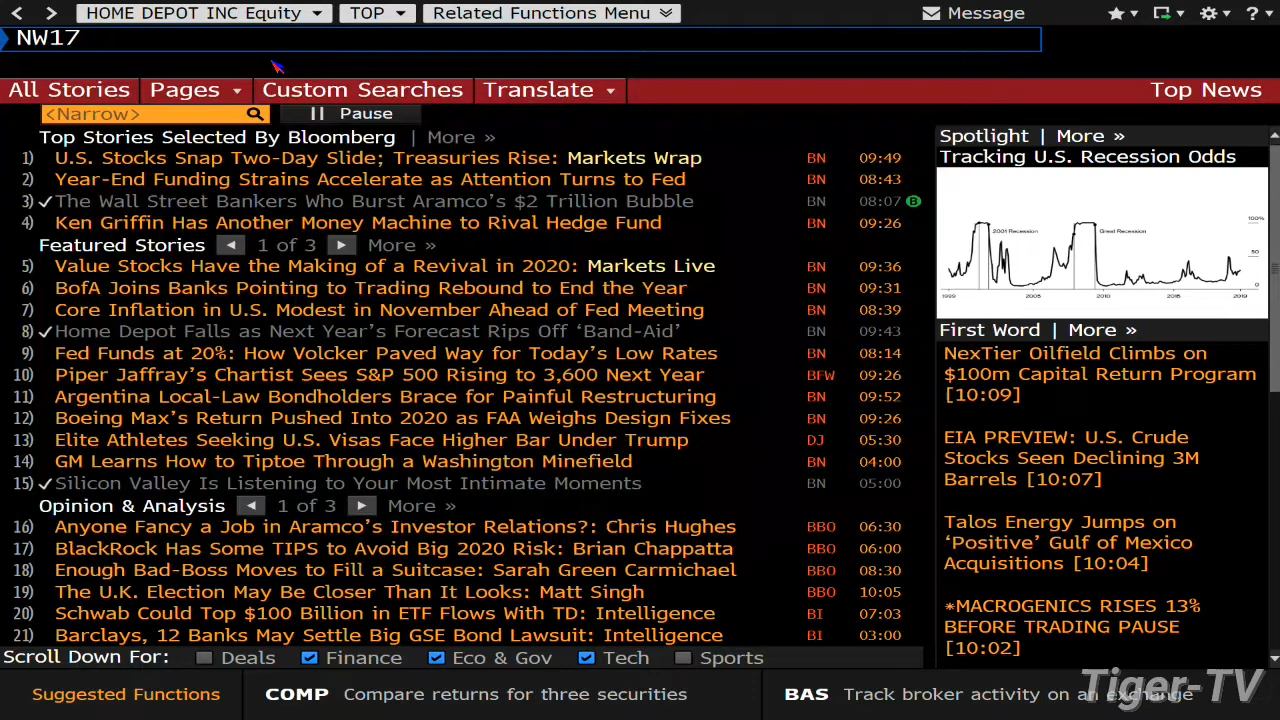 HOME DEPOT INC Equity TOP Related Functions Menu Message ?
NW17
All Stories Pages Custom Searches Translate Top News
<Narrow> Pause
Top Stories Selected By Bloomberg | More »
1) U.S. Stocks Snap Two-Day Slide; Treasuries Rise: Markets Wrap BN 09:49
2) Year-End Funding Strains Accelerate as Attention Turns to Fed BN 08:43
3) ✓The Wall Street Bankers Who Burst Aramco's $2 Trillion Bubble BN 08:07 B
4) Ken Griffin Has Another Money Machine to Rival Hedge Fund BN 09:26
Featured Stories ◄ 1 of 3 ► More »
5) Value Stocks Have the Making of a Revival in 2020: Markets Live BN 09:36
6) BofA Joins Banks Pointing to Trading Rebound to End the Year BN 09:31
7) Core Inflation in U.S. Modest in November Ahead of Fed Meeting BN 08:39
8) ✓Home Depot Falls as Next Year's Forecast Rips Off 'Band-Aid' BN 09:43
9) Fed Funds at 20%: How Volcker Paved Way for Today's Low Rates BN 08:14
10) Piper Jaffray's Chartist Sees S&P 500 Rising to 3,600 Next Year BFW 09:26
11) Argentina Local-Law Bondholders Brace for Painful Restructuring BN 09:52
12) Boeing Max's Return Pushed Into 2020 as FAA Weighs Design Fixes BN 09:26
13) Elite Athletes Seeking U.S. Visas Face Higher Bar Under Trump DJ 05:30
14) GM Learns How to Tiptoe Through a Washington Minefield BN 04:00
15) ✓Silicon Valley Is Listening to Your Most Intimate Moments BN 05:00
Opinion & Analysis ◄ 1 of 3 ► More »
16) Anyone Fancy a Job in Aramco's Investor Relations?: Chris Hughes BBO 06:30
17) BlackRock Has Some TIPS to Avoid Big 2020 Risk: Brian Chappatta BBO 06:00
18) Enough Bad-Boss Moves to Fill a Suitcase: Sarah Green Carmichael BBO 08:30
19) The U.K. Election May Be Closer Than It Looks: Matt Singh BBO 10:05
20) Schwab Could Top $100 Billion in ETF Flows With TD: Intelligence BI 07:03
21) Barclays, 12 Banks May Settle Big GSE Bond Lawsuit: Intelligence BI 03:00
Scroll Down For: Deals Finance Eco & Gov Tech Sports
Spotlight | More »
Tracking U.S. Recession Odds
100%
2001 Recession Great Recession
50
0
1999 2005 2010 2015 2019
First Word | More »
NexTier Oilfield Climbs on
$100m Capital Return Program
[10:09]
EIA PREVIEW: U.S. Crude
Stocks Seen Declining 3M
Barrels [10:07]
Talos Energy Jumps on
'Positive' Gulf of Mexico
Acquisitions [10:04]
*MACROGENICS RISES 13%
BEFORE TRADING PAUSE
[10:02]
Suggested Functions COMP Compare returns for three securities BAS Track broker activity on an exchange
Tiger-TV